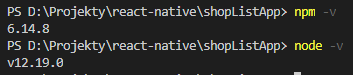 PS D:\Projekty\react-native\shopListApp> npm -v
6.14.8
PS D:\Projekty\react-native\shopListApp> node -v
v12.19.0